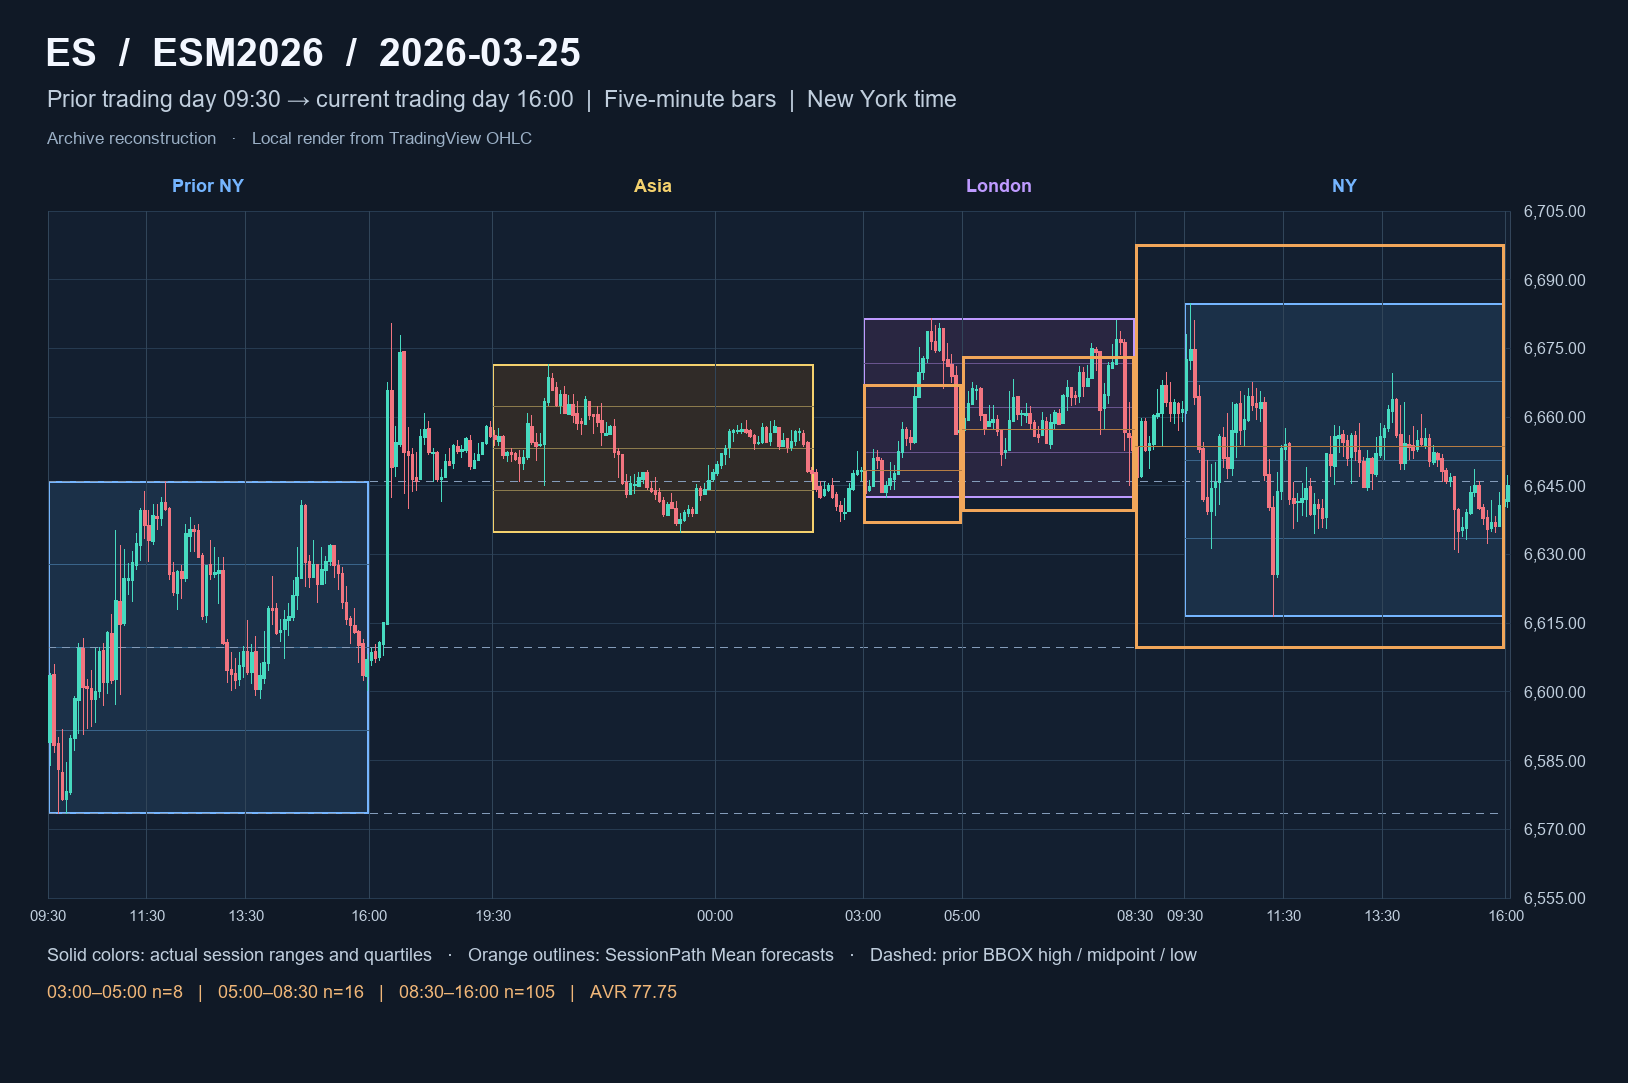 ES / ESM2026 / 2026-03-25
Prior trading day 09:30 → current trading day 16:00 | Five-minute bars | New York time
Archive reconstruction · Local render from TradingView OHLC
Prior NY Asia London NY
6,705.00
6,690.00
6,675.00
6,660.00
6,645.00
6,630.00
6,615.00
6,600.00
6,585.00
6,570.00
6,555.00
09:30 11:30 13:30 16:00 19:30 00:00 03:00 05:00 08:30 09:30 11:30 13:30 16:00
Solid colors: actual session ranges and quartiles · Orange outlines: SessionPath Mean forecasts · Dashed: prior BBOX high / midpoint / low
03:00–05:00 n=8 | 05:00–08:30 n=16 | 08:30–16:00 n=105 | AVR 77.75